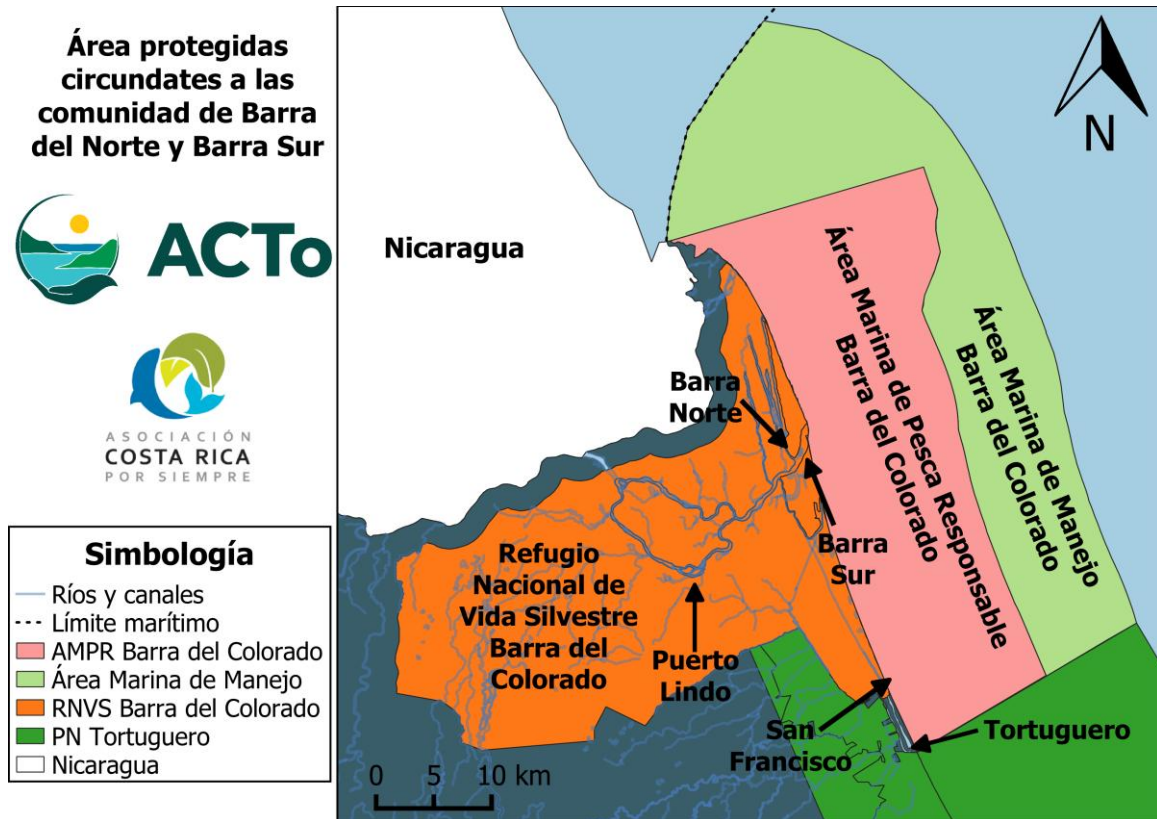 Área protegidas
circundates a las
comunidad de Barra
del Norte y Barra Sur
ACTo
ASOCIACIÓN
COSTA RICA
POR SIEMPRE
Simbología
Ríos y canales
Límite marítimo
AMPR Barra del Colorado
Área Marina de Manejo
RNVS Barra del Colorado
PN Tortuguero
Nicaragua
N
Nicaragua
Área Marina de Pesca Responsable
Barra del Colorado
Área Marina de Manejo
Barra del Colorado
Barra
Norte
Barra
Sur
Refugio
Nacional de
Vida Silvestre
Barra del
Colorado
Puerto
Lindo
San
Francisco
Tortuguero
0 5 10 km